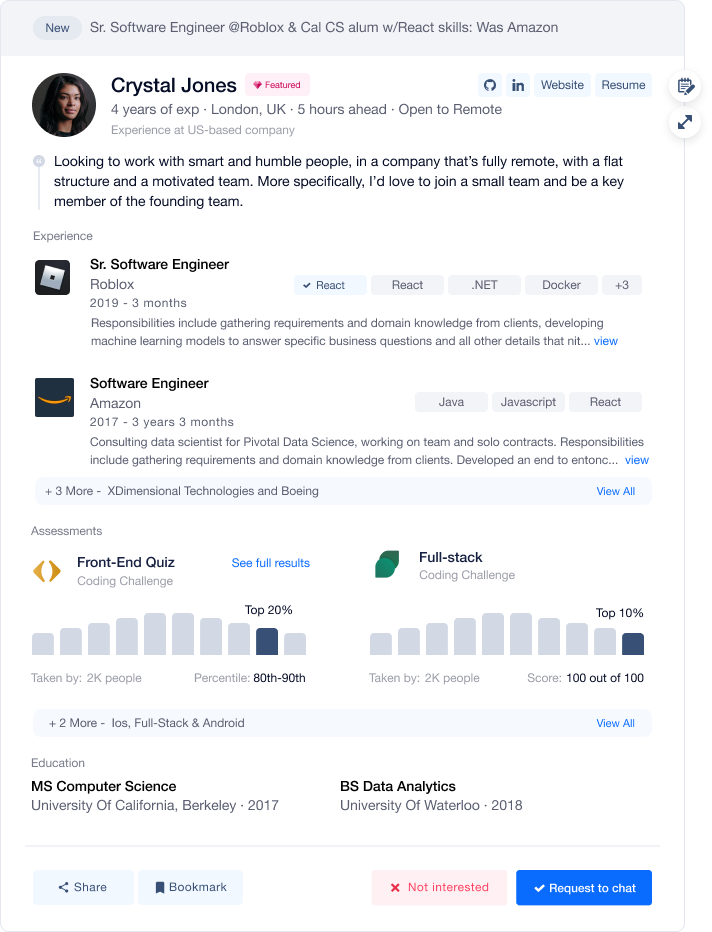 New Sr. Software Engineer @Roblox & Cal CS alum w/React skills: Was Amazon
Crystal Jones Featured in Website Resume
4 years of exp · London, UK · 5 hours ahead · Open to Remote
Experience at US-based company
Looking to work with smart and humble people, in a company that’s fully remote, with a flat
structure and a motivated team. More specifically, I’d love to join a small team and be a key
member of the founding team.
Experience
Sr. Software Engineer
Roblox React React .NET Docker +3
2019 - 3 months
Responsibilities include gathering requirements and domain knowledge from clients, developing
machine learning models to answer specific business questions and all other details that nit... view
Software Engineer
Amazon Java Javascript React
2017 - 3 years 3 months
Consulting data scientist for Pivotal Data Science, working on team and solo contracts. Responsibilities
include gathering requirements and domain knowledge from clients. Developed an end to entonc... view
+ 3 More - XDimensional Technologies and Boeing View All
Assessments
Front-End Quiz See full results
Coding Challenge
Top 20%
Taken by: 2K people Percentile: 80th-90th
Full-stack
Coding Challenge
Top 10%
Taken by: 2K people Score: 100 out of 100
+ 2 More - Ios, Full-Stack & Android View All
Education
MS Computer Science
University Of California, Berkeley · 2017
BS Data Analytics
University Of Waterloo · 2018
Share Bookmark Not interested Request to chat